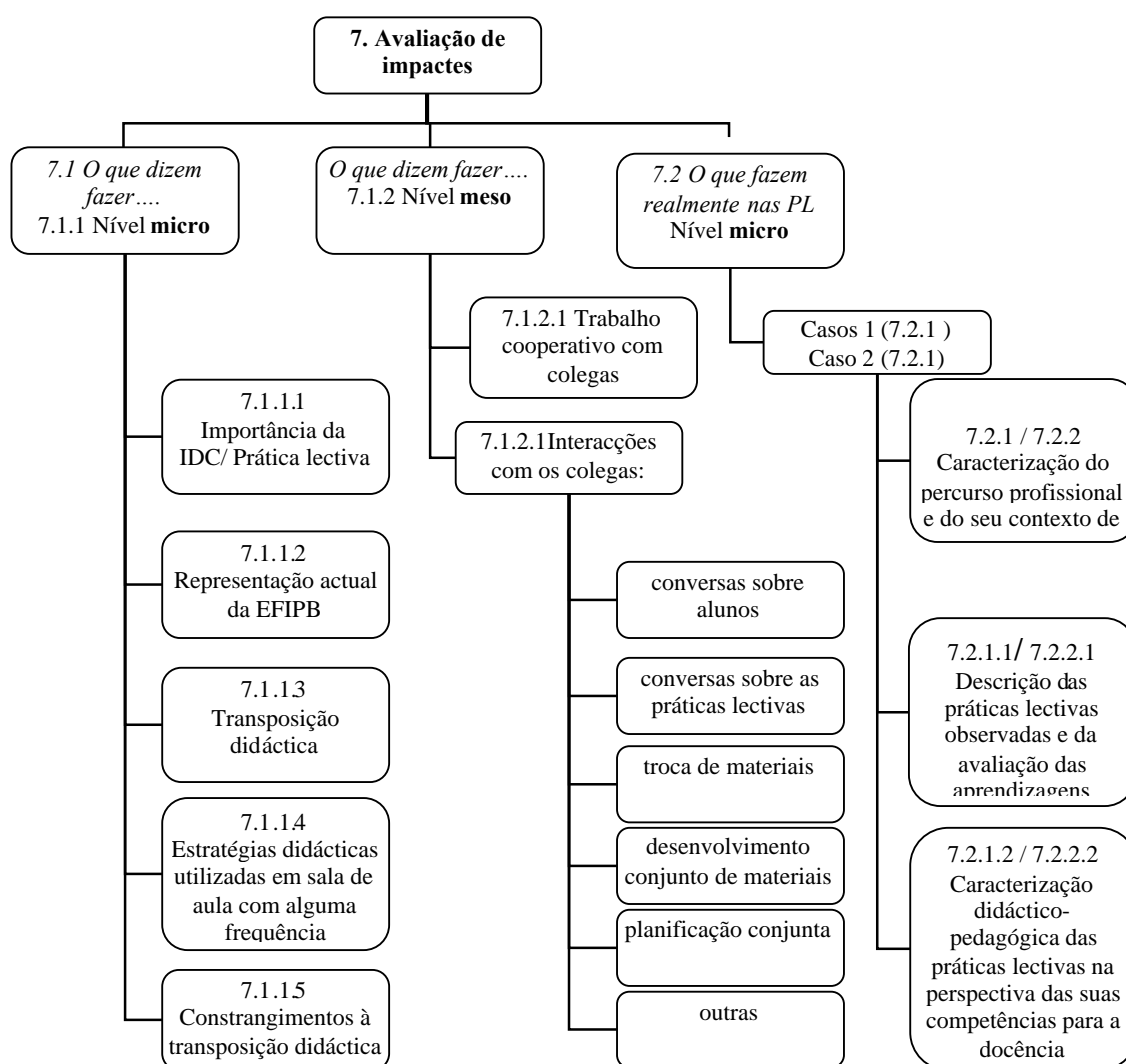 7. Avaliação de
impactes
7.1 O que dizem
fazer….
7.1.1 Nível micro
O que dizem fazer….
7.1.2 Nível meso
7.2 O que fazem
realmente nas PL
Nível micro
7.1.1.1
Importância da
IDC/ Prática lectiva
7.1.1.2
Representação actual
da EFIPB
7.1.1.3
Transposição
didáctica
7.1.1.4
Estratégias didácticas
utilizadas em sala de
aula com alguma
frequência
7.1.1.5
Constrangimentos à
transposição didáctica
7.1.2.1 Trabalho
cooperativo com
colegas
7.1.2.1Interacções
com os colegas:
conversas sobre
alunos
conversas sobre as
práticas lectivas
troca de materiais
desenvolvimento
conjunto de materiais
planificação conjunta
outras
Casos 1 (7.2.1 )
Caso 2 (7.2.1)
7.2.1 / 7.2.2
Caracterização do
percurso profissional
e do seu contexto de
7.2.1.1/ 7.2.2.1
Descrição das
práticas lectivas
observadas e da
avaliação das
aprendizagens
7.2.1.2 / 7.2.2.2
Caracterização
didáctico-
pedagógica das
práticas lectivas na
perspectiva das suas
competências para a
docência